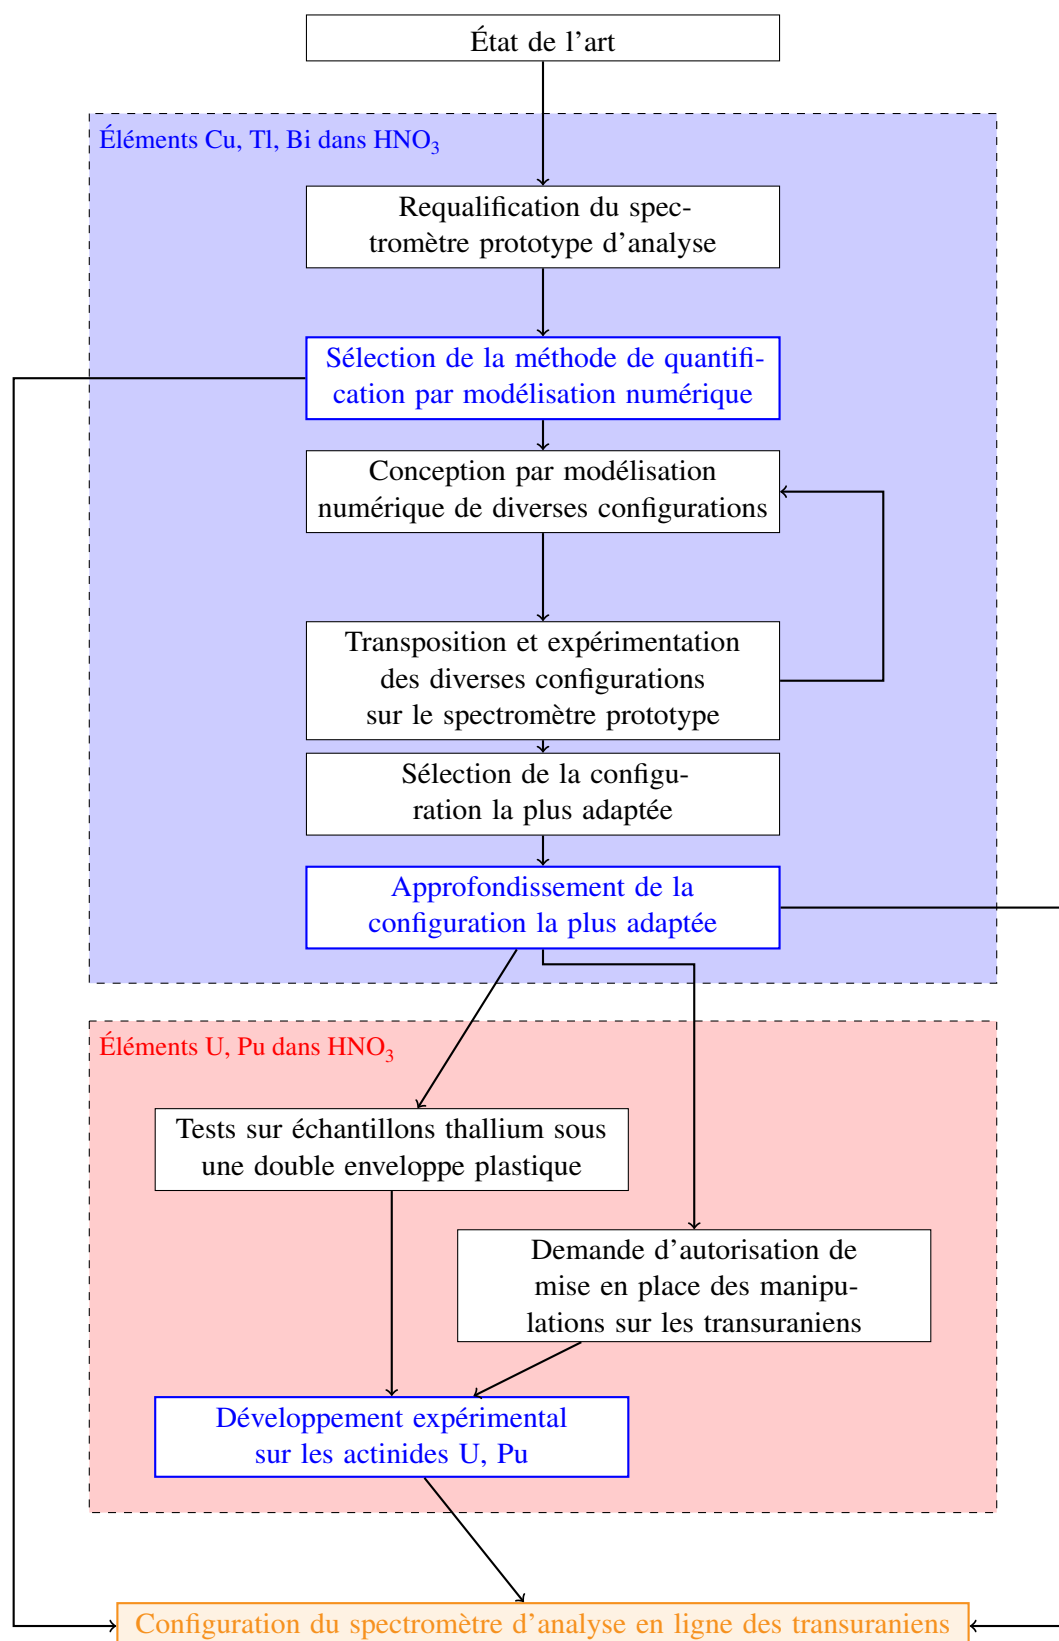 État de l'art
Éléments Cu, Tl, Bi dans HNO₃
Requalification du spec-
tromètre prototype d'analyse
Sélection de la méthode de quantifi-
cation par modélisation numérique
Conception par modélisation
numérique de diverses configurations
Transposition et expérimentation
des diverses configurations
sur le spectromètre prototype
Sélection de la configu-
ration la plus adaptée
Approfondissement de la
configuration la plus adaptée
Éléments U, Pu dans HNO₃
Tests sur échantillons thallium sous
une double enveloppe plastique
Demande d'autorisation de
mise en place des manipu-
lations sur les transuraniens
Développement expérimental
sur les actinides U, Pu
Configuration du spectromètre d'analyse en ligne des transuraniens